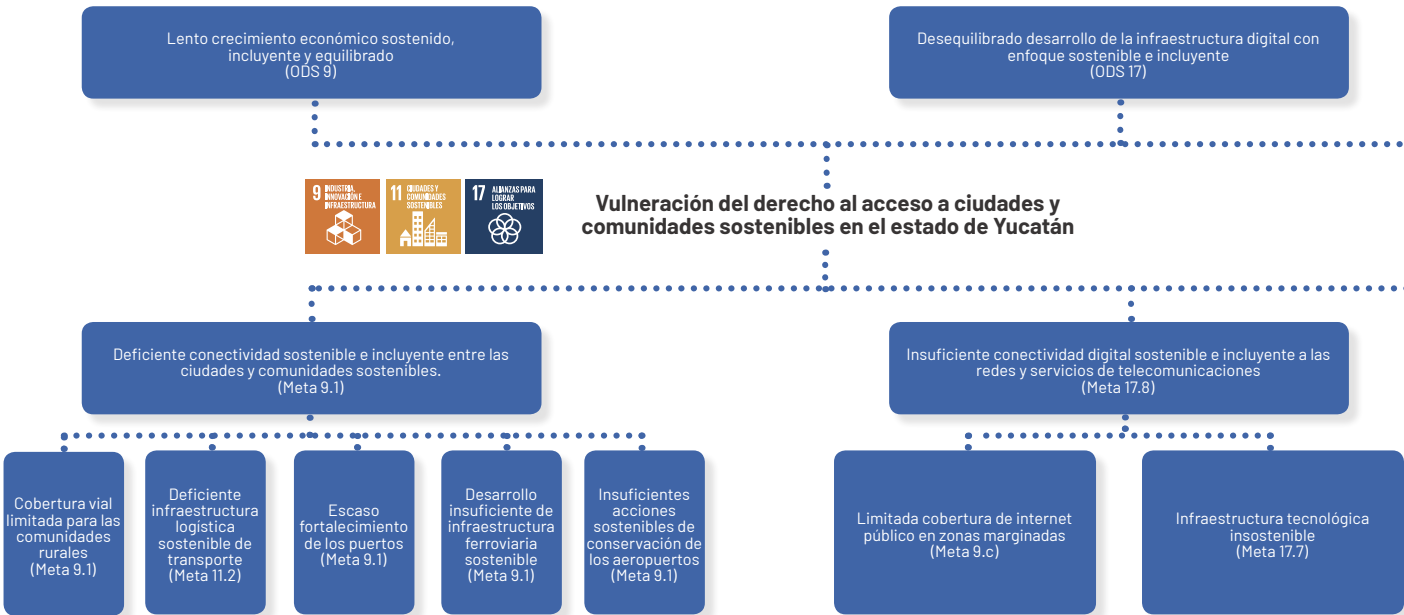 Lento crecimiento económico sostenido,
incluyente y equilibrado
(ODS 9)
Desequilibrado desarrollo de la infraestructura digital con
enfoque sostenible e incluyente
(ODS 17)
9 INDUSTRIA,
INNOVACIÓN E
INFRAESTRUCTURA
11 CIUDADES Y
COMUNIDADES
SOSTENIBLES
17 ALIANZAS PARA
LOGRAR
LOS OBJETIVOS
Vulneración del derecho al acceso a ciudades y
comunidades sostenibles en el estado de Yucatán
Deficiente conectividad sostenible e incluyente entre las
ciudades y comunidades sostenibles.
(Meta 9.1)
Insuficiente conectividad digital sostenible e incluyente a las
redes y servicios de telecomunicaciones
(Meta 17.8)
Cobertura vial
limitada para las
comunidades
rurales
(Meta 9.1)
Deficiente
infraestructura
logística
sostenible de
transporte
(Meta 11.2)
Escaso
fortalecimiento
de los puertos
(Meta 9.1)
Desarrollo
insuficiente de
infraestructura
ferroviaria
sostenible
(Meta 9.1)
Insuficientes
acciones
sostenibles de
conservación de
los aeropuertos
(Meta 9.1)
Limitada cobertura de internet
público en zonas marginadas
(Meta 9.c)
Infraestructura tecnológica
insostenible
(Meta 17.7)